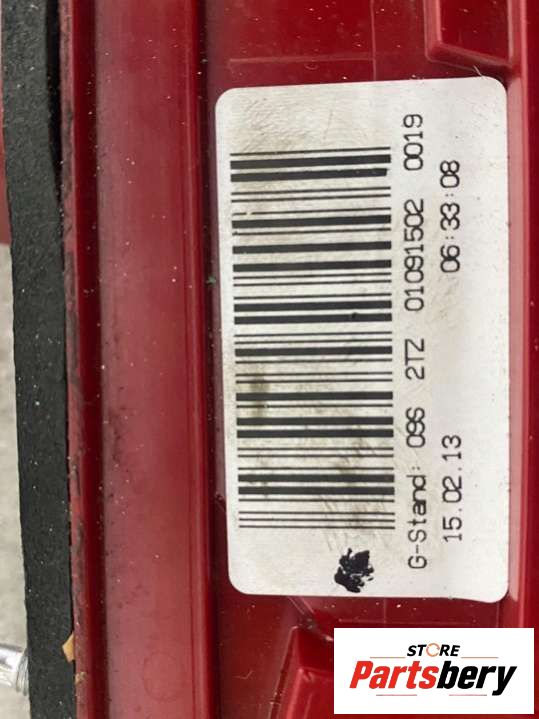 G-Stand: 09S 2TZ 01091502 0019
15.02.13 06:33:08
STORE
Partsbery